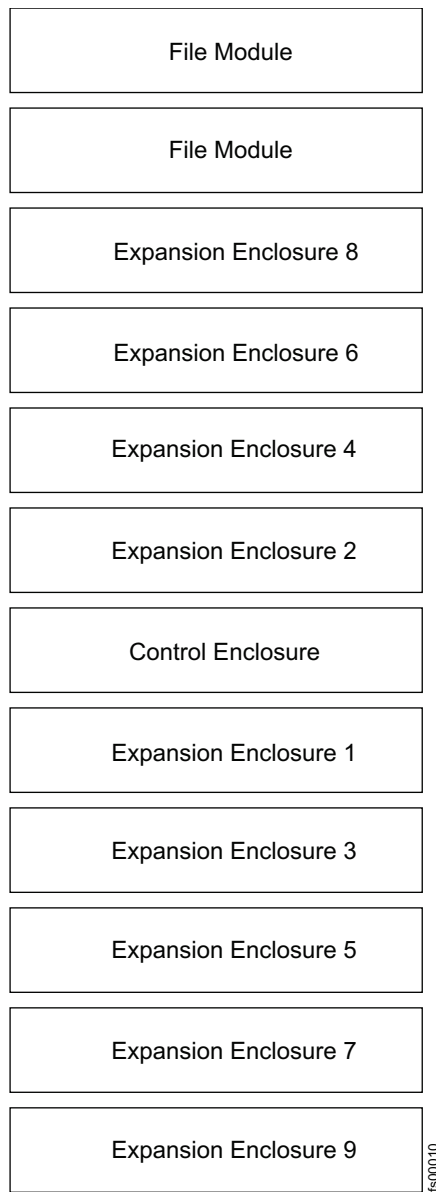 File Module
File Module
Expansion Enclosure 8
Expansion Enclosure 6
Expansion Enclosure 4
Expansion Enclosure 2
Control Enclosure
Expansion Enclosure 1
Expansion Enclosure 3
Expansion Enclosure 5
Expansion Enclosure 7
Expansion Enclosure 9
fs00010